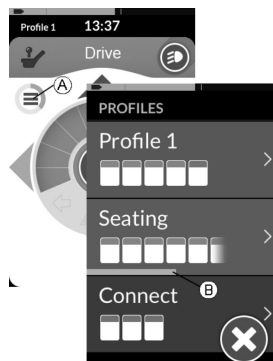 Profile 1 13:37
Drive
A
PROFILES
Profile 1
Seating
B
Connect